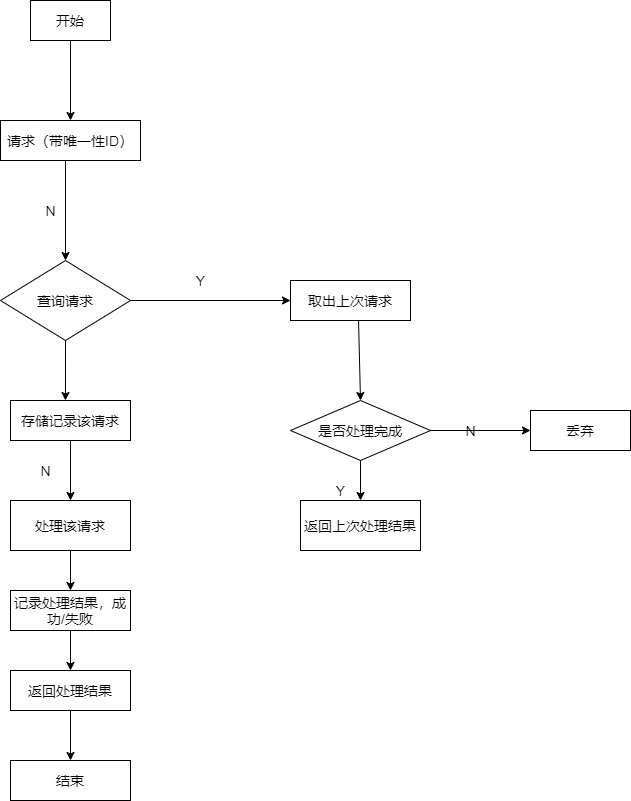 开始
请求（带唯一性ID）
N
查询请求
Y
取出上次请求
存储记录该请求
是否处理完成
N
丢弃
N
Y
处理该请求
返回上次处理结果
记录处理结果，成
功/失败
返回处理结果
结束